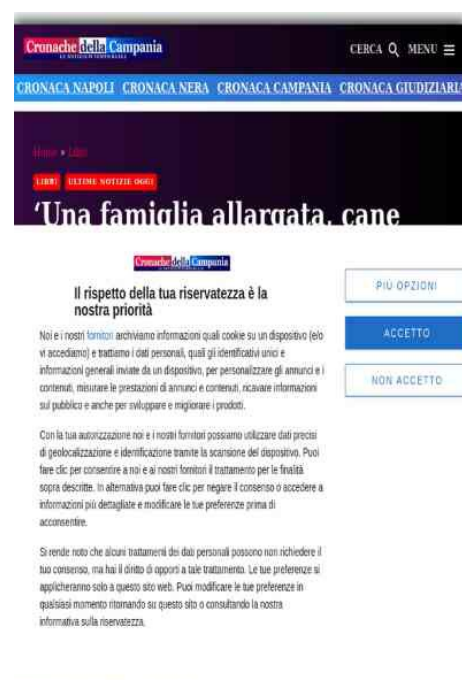 Cronache della Campania
CERCA MENU
CRONACA NAPOLI CRONACA NERA CRONACA CAMPANIA CRONACA GIUDIZIARIA
Home » Libri
LIBRI ULTIME NOTIZIE OGGI
‘Una famiglia allargata, cane
Cronache della Campania
Il rispetto della tua riservatezza è la
nostra priorità
Noi e i nostri fornitori archiviamo informazioni quali cookie su un dispositivo (e/o
vi accediamo) e trattiamo i dati personali, quali gli identificativi unici e
informazioni generali inviate da un dispositivo, per personalizzare gli annunci e i
contenuti, misurare le prestazioni di annunci e contenuti, ricavare informazioni
sul pubblico e anche per sviluppare e migliorare i prodotti.
Con la tua autorizzazione noi e i nostri fornitori possiamo utilizzare dati precisi
di geolocalizzazione e identificazione tramite la scansione del dispositivo. Puoi
fare clic per consentire a noi e ai nostri fornitori il trattamento per le finalità
sopra descritte. In alternativa puoi fare clic per negare il consenso o accedere a
informazioni più dettagliate e modificare le tue preferenze prima di
acconsentire.
Si rende noto che alcuni trattamenti dei dati personali possono non richiedere il
tuo consenso, ma hai il diritto di opporti a tale trattamento. Le tue preferenze si
applicheranno solo a questo sito web. Puoi modificare le tue preferenze in
qualsiasi momento ritornando su questo sito o consultando la nostra
informativa sulla riservatezza.
PIÙ OPZIONI
ACCETTO
NON ACCETTO